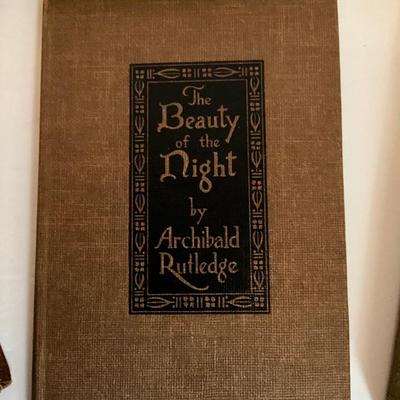 The
Beauty
of the
Night
by
Archibald
Rutledge